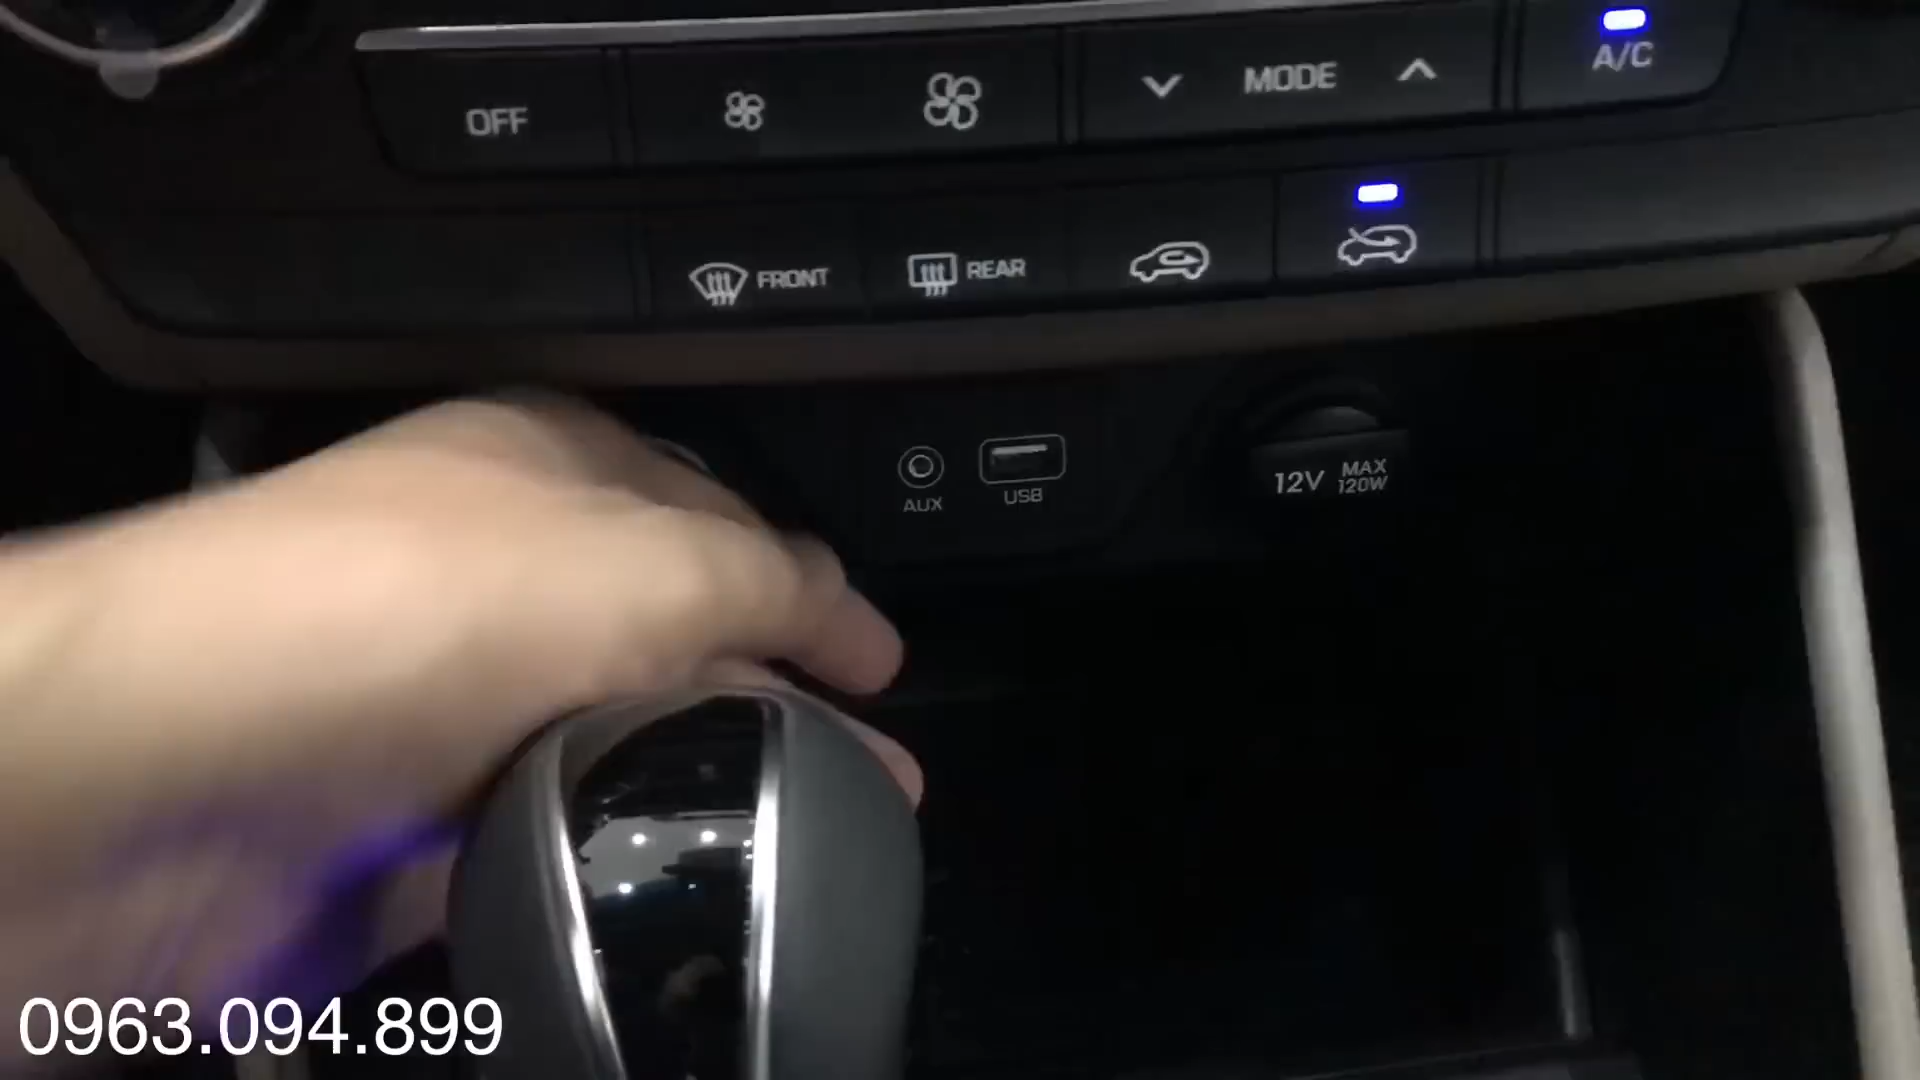 A/C
OFF
MODE
FRONT
REAR
AUX
USB
12V MAX 120W
0963.094.899